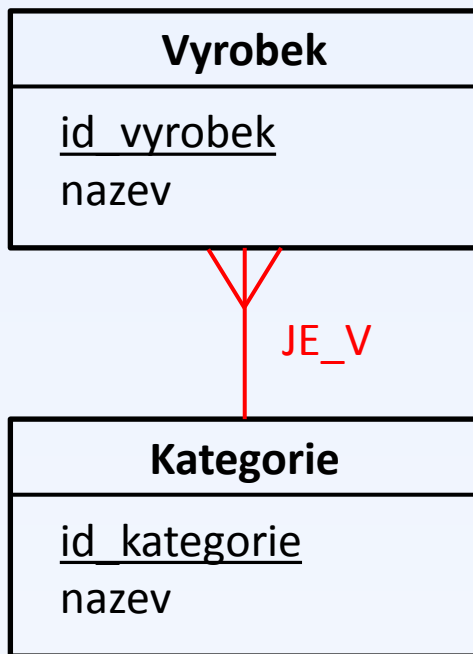 Vyrobek
id_vyrobek
nazev
JE_V
Kategorie
id_kategorie
nazev